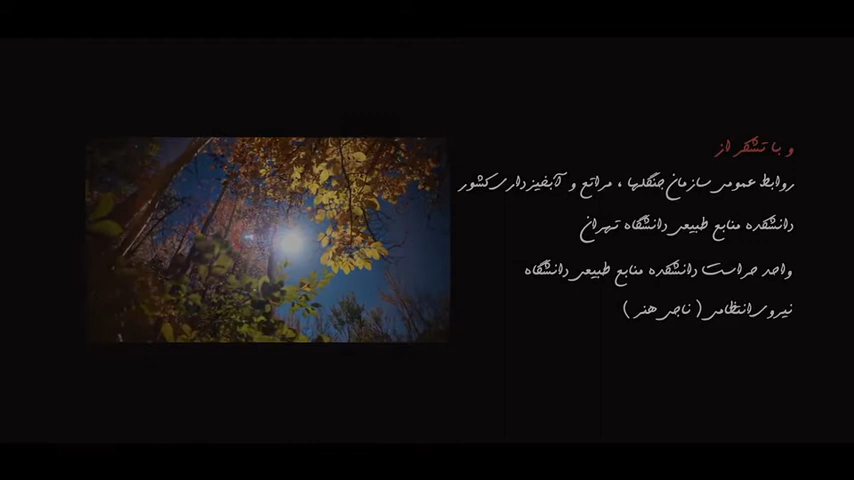 و با تشکر از
روابط عمومی سازمان جنگلها ، مراتع و آبخیزداری کشور
دانشکده منابع طبیعی دانشگاه تهران
واحد حراست دانشکده منابع طبیعی دانشگاه
نیروی انتظامی ( ناجی هنر )